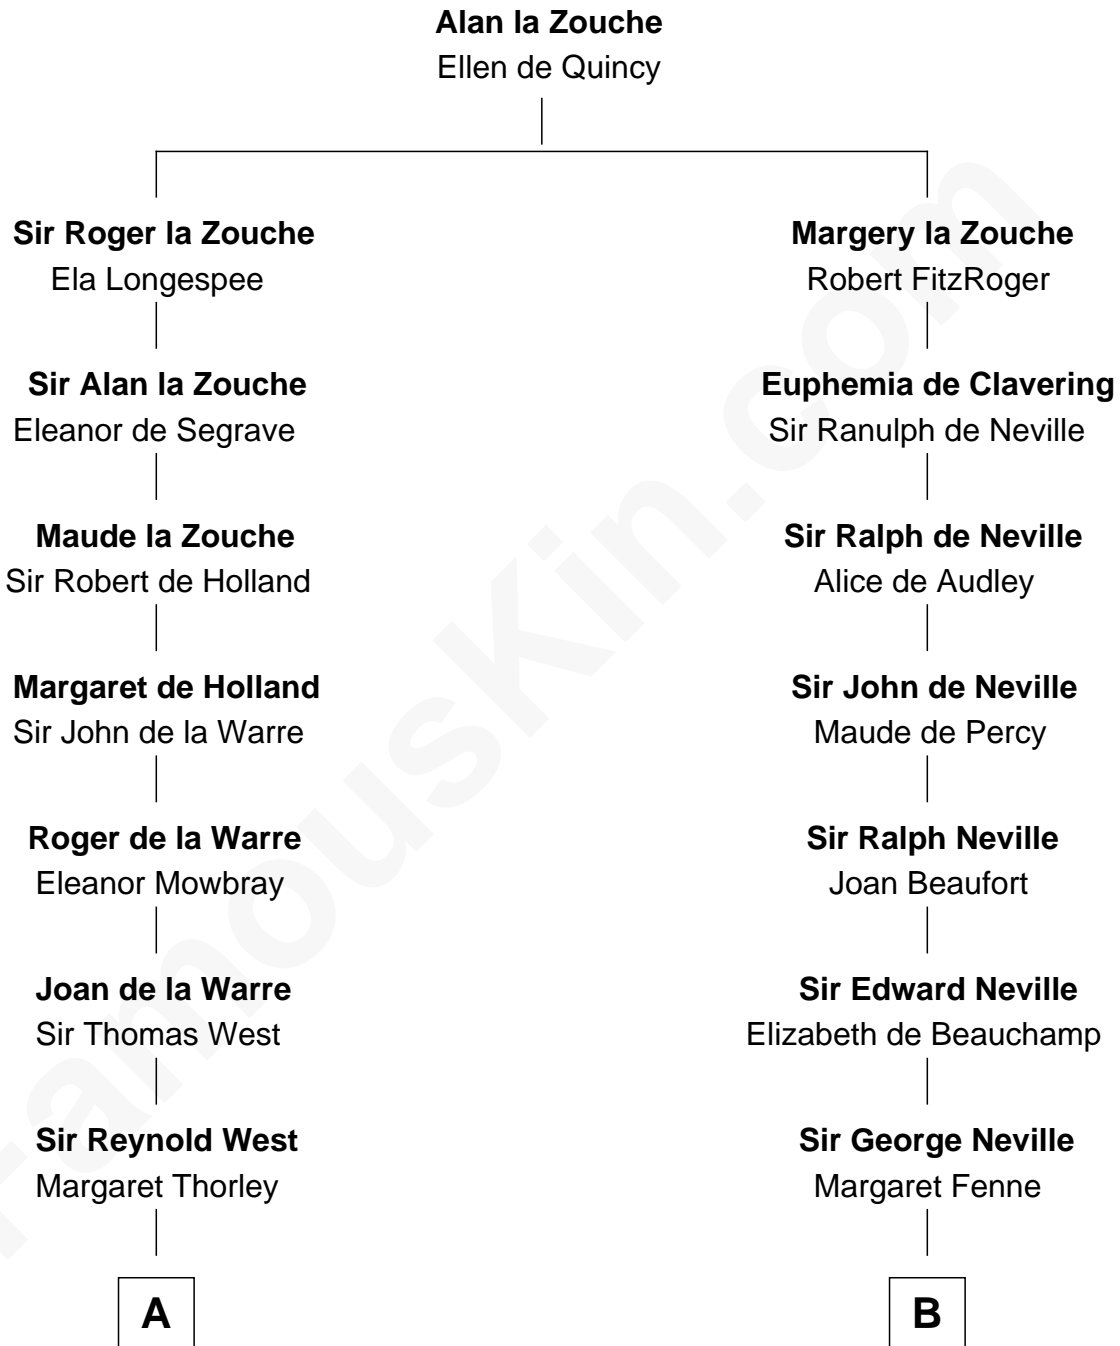 Alan la Zouche
Ellen de Quincy
Sir Roger la Zouche
Ela Longespee
Sir Alan la Zouche
Eleanor de Segrave
Maude la Zouche
Sir Robert de Holland
Margaret de Holland
Sir John de la Warre
Roger de la Warre
Eleanor Mowbray
Joan de la Warre
Sir Thomas West
Sir Reynold West
Margaret Thorley
A
Margery la Zouche
Robert FitzRoger
Euphemia de Clavering
Sir Ranulph de Neville
Sir Ralph de Neville
Alice de Audley
Sir John de Neville
Maude de Percy
Sir Ralph Neville
Joan Beaufort
Sir Edward Neville
Elizabeth de Beauchamp
Sir George Neville
Margaret Fenne
B
FamousKin.com